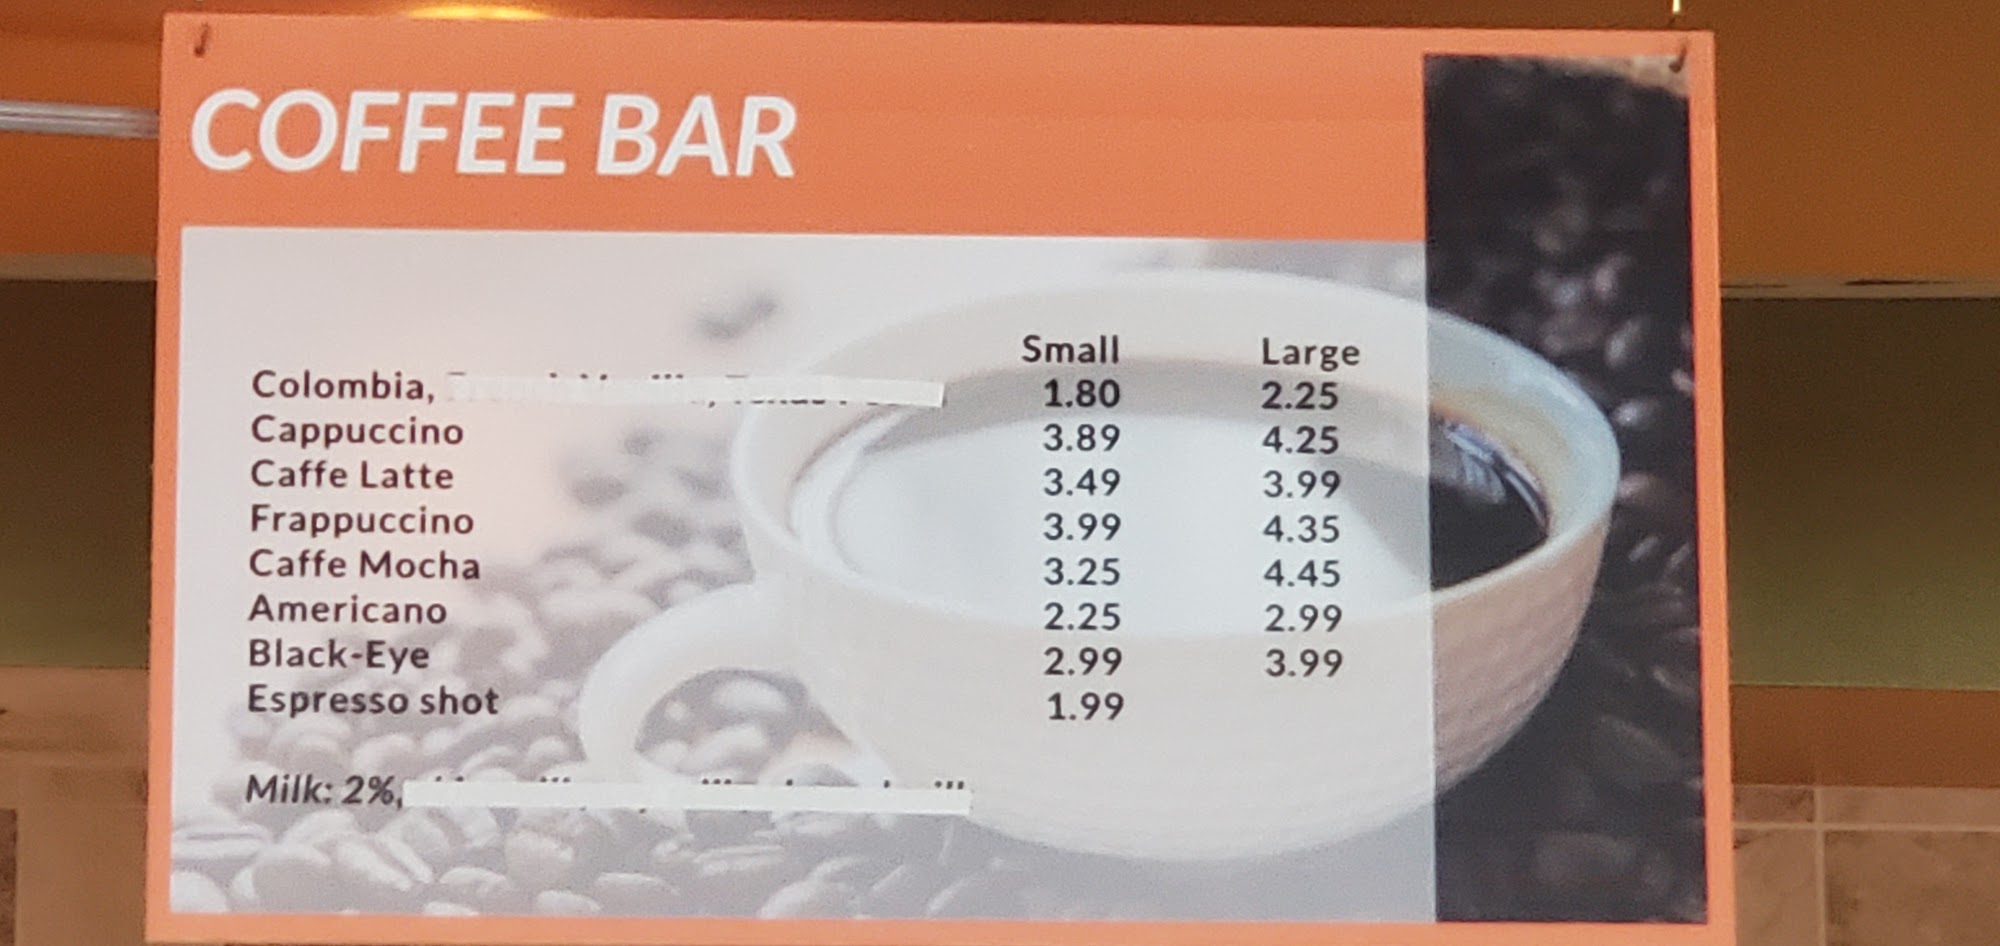 COFFEE BAR
Small Large
Colombia, 1.80 2.25
Cappuccino 3.89 4.25
Caffe Latte 3.49 3.99
Frappuccino 3.99 4.35
Caffe Mocha 3.25 4.45
Americano 2.25 2.99
Black-Eye 2.99 3.99
Espresso shot 1.99
Milk: 2%,